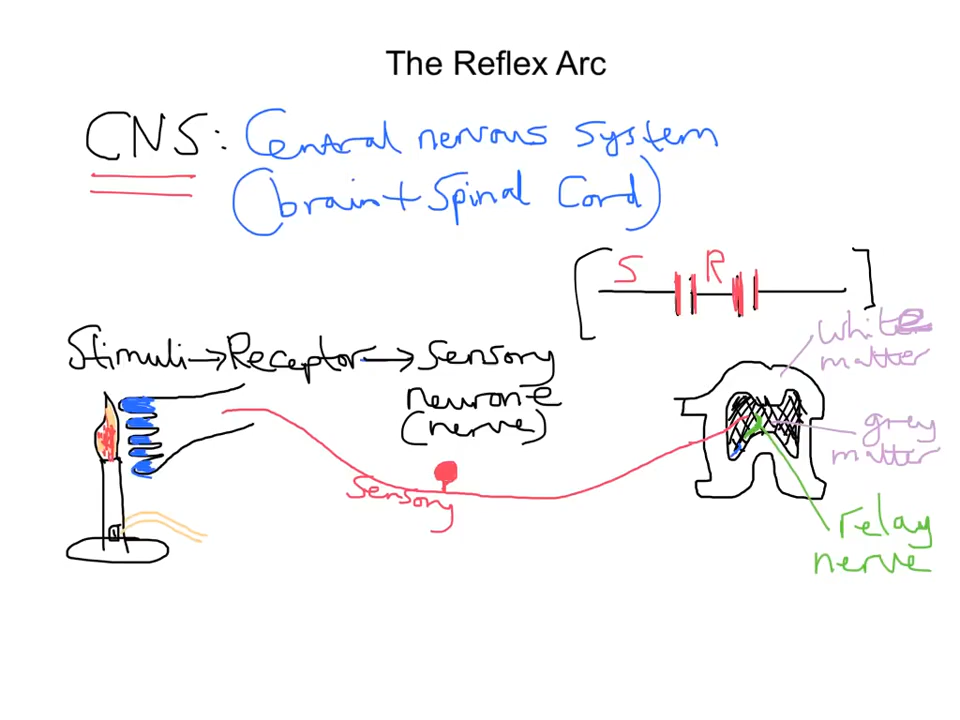 The Reflex Arc
CNS: Central nervous system
(brain + Spinal Cord)
S R
white
matter
Stimuli → Receptor → Sensory
neurone
(nerve)
grey
matter
Sensory
relay
nerve